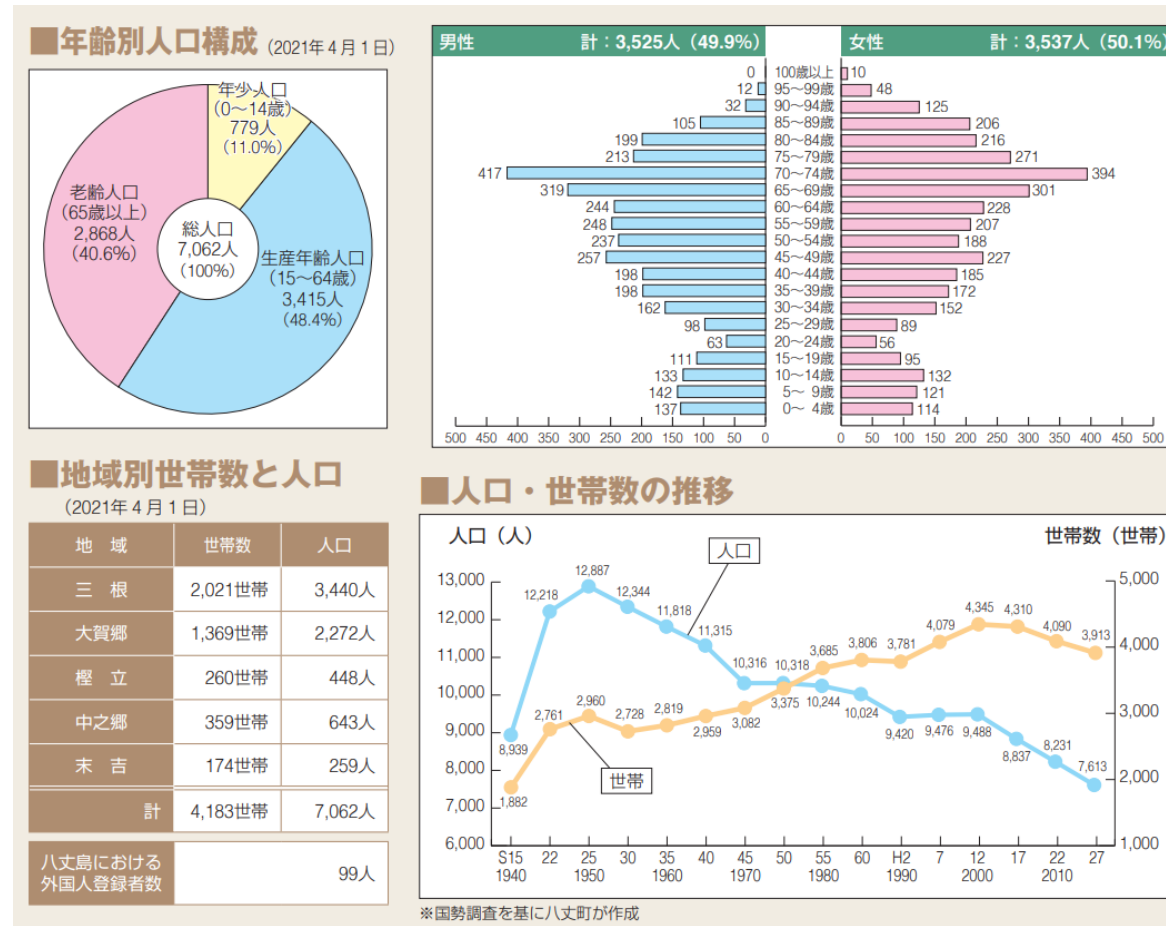 ■年齢別人口構成（2021年4月1日）
年少人口
（0～14歳）
779人
（11.0%）
老齢人口
（65歳以上）
2,868人
（40.6%）
総人口
7,062人
（100%）
生産年齢人口
（15～64歳）
3,415人
（48.4%）
男性 計：3,525人（49.9%） 女性 計：3,537人（50.1%）
0 100歳以上 10
12 95～99歳 48
32 90～94歳 125
105 85～89歳 206
199 80～84歳 216
213 75～79歳 271
417 70～74歳 394
319 65～69歳 301
244 60～64歳 228
248 55～59歳 207
237 50～54歳 188
257 45～49歳 227
198 40～44歳 185
198 35～39歳 172
162 30～34歳 152
98 25～29歳 89
63 20～24歳 56
111 15～19歳 95
133 10～14歳 132
142 5～ 9歳 121
137 0～ 4歳 114
500 450 400 350 300 250 200 150 100 50 0 0 50 100 150 200 250 300 350 400 450 500
■地域別世帯数と人口
（2021年4月1日）
地 域 世帯数 人口
三 根 2,021世帯 3,440人
大賀郷 1,369世帯 2,272人
樫 立 260世帯 448人
中之郷 359世帯 643人
末 吉 174世帯 259人
計 4,183世帯 7,062人
八丈島における
外国人登録者数
99人
■人口・世帯数の推移
人口（人） 世帯数（世帯）
人口
世帯
13,000
12,000
11,000
10,000
9,000
8,000
7,000
6,000
5,000
4,000
3,000
2,000
1,000
8,939 12,218 12,887 12,344 11,818 11,315 10,316 10,318 10,244 10,024 9,420 9,476 9,488 8,837 8,231 7,613
1,882 2,761 2,960 2,728 2,819 2,959 3,082 3,375 3,685 3,806 3,781 4,079 4,345 4,310 4,090 3,913
S15 22 25 30 35 40 45 50 55 60 H2 7 12 17 22 27
1940 1950 1960 1970 1980 1990 2000 2010
※国勢調査を基に八丈町が作成